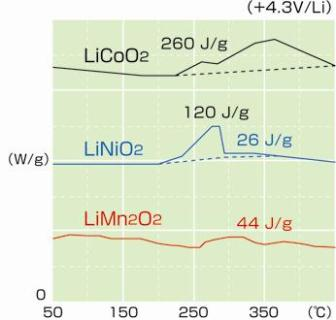 (+4.3V/Li)
260 J/g
LiCoO2
120 J/g
LiNiO2
26 J/g
(W/g)
LiMn2O2
44 J/g
0
50 150 250 350 (℃)